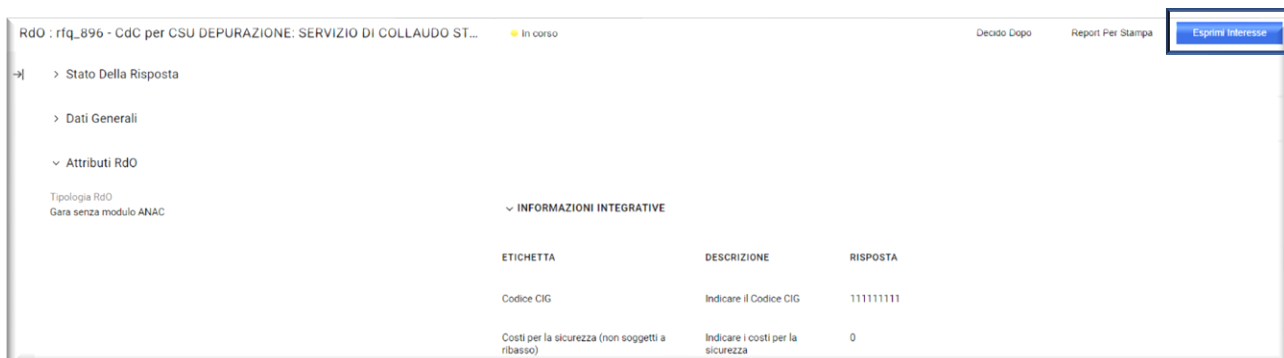 RdO : rfq_896 - CdC per CSU DEPURAZIONE: SERVIZIO DI COLLAUDO ST... In corso Decido Dopo Report Per Stampa Esprimi Interesse
Stato Della Risposta
Dati Generali
Attributi RdO
Tipologia RdO
Gara senza modulo ANAC
INFORMAZIONI INTEGRATIVE
ETICHETTA DESCRIZIONE RISPOSTA
Codice CIG Indicare il Codice CIG 111111111
Costi per la sicurezza (non soggetti a Indicare i costi per la 0
ribasso) sicurezza